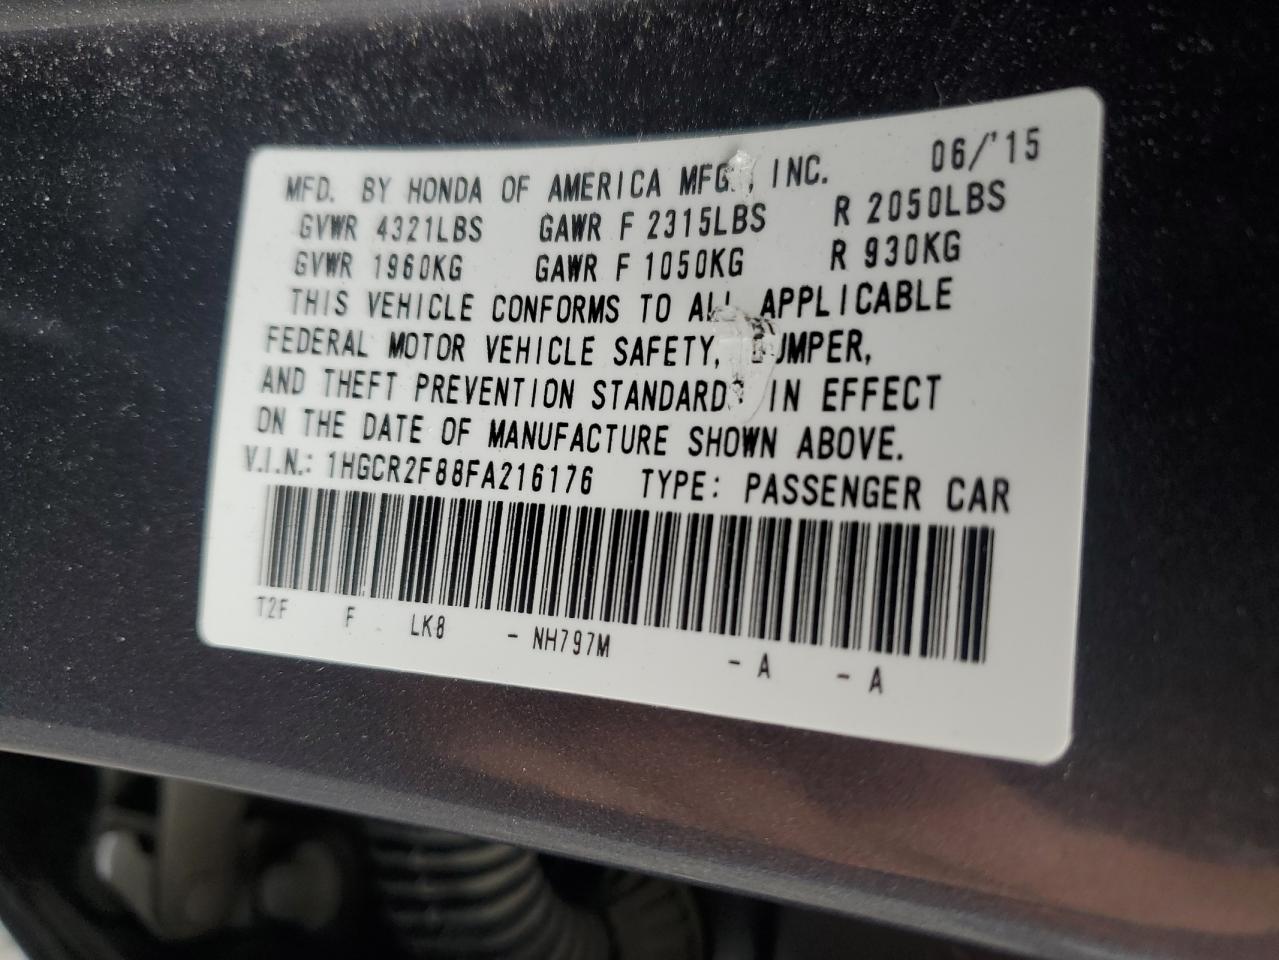 MFD. BY HONDA OF AMERICA MFG., INC. 06/'15
GVWR 4321LBS GAWR F 2315LBS R 2050LBS
GVWR 1960KG GAWR F 1050KG R 930KG
THIS VEHICLE CONFORMS TO ALL APPLICABLE
FEDERAL MOTOR VEHICLE SAFETY, BUMPER,
AND THEFT PREVENTION STANDARDS IN EFFECT
ON THE DATE OF MANUFACTURE SHOWN ABOVE.
V.I.N.: 1HGCR2F88FA216176 TYPE: PASSENGER CAR
T2F F LK8 - NH797M - A - A